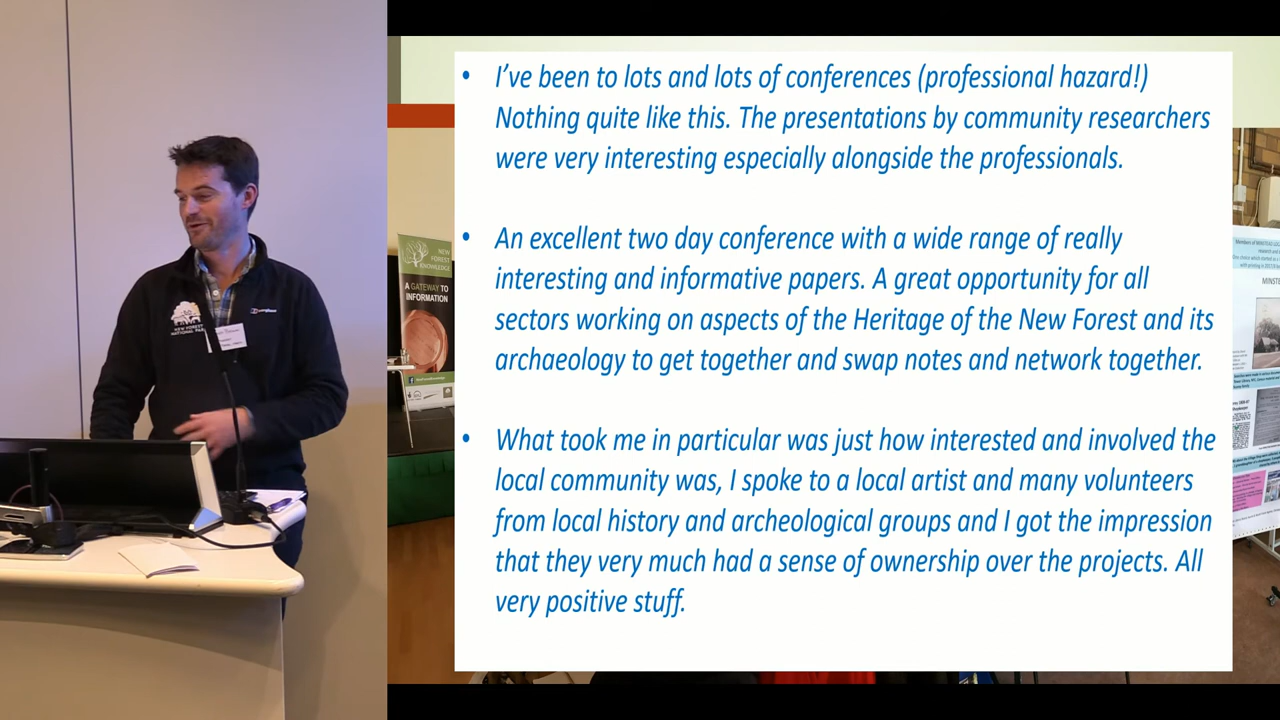 • I've been to lots and lots of conferences (professional hazard!)
Nothing quite like this. The presentations by community researchers
were very interesting especially alongside the professionals.
• An excellent two day conference with a wide range of really
interesting and informative papers. A great opportunity for all
sectors working on aspects of the Heritage of the New Forest and its
archaeology to get together and swap notes and network together.
• What took me in particular was just how interested and involved the
local community was, I spoke to a local artist and many volunteers
from local history and archeological groups and I got the impression
that they very much had a sense of ownership over the projects. All
very positive stuff.
NEW FOREST
NATIONAL PARK
NEW
FOREST
KNOWLEDGE
A GATEWAY TO
INFORMATION
MINSTE